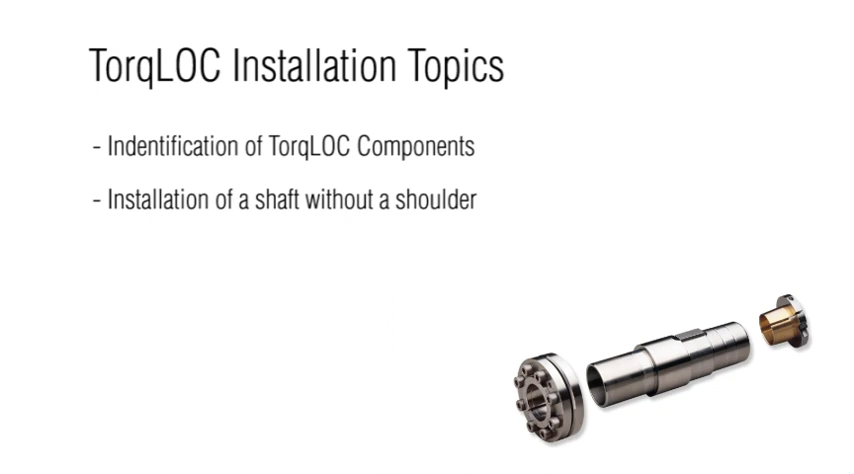 TorqLOC Installation Topics
- Indentification of TorqLOC Components
- Installation of a shaft without a shoulder